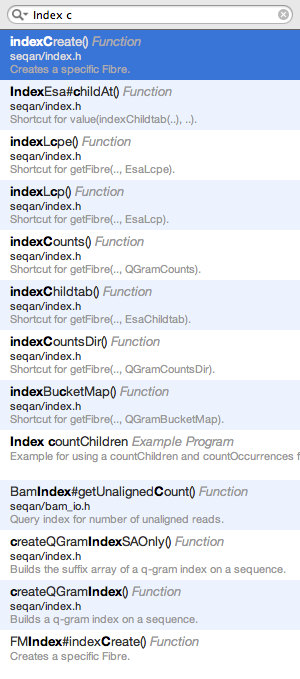 Index c
indexCreate() Function
seqan/index.h
Creates a specific Fibre.
IndexEsa#childAt() Function
seqan/index.h
Shortcut for value(indexChildtab(..), ..).
indexLcpe() Function
seqan/index.h
Shortcut for getFibre(.., EsaLcpe).
indexLcp() Function
seqan/index.h
Shortcut for getFibre(.., EsaLcp).
indexCounts() Function
seqan/index.h
Shortcut for getFibre(.., QGramCounts).
indexChildtab() Function
seqan/index.h
Shortcut for getFibre(.., EsaChildtab).
indexCountsDir() Function
seqan/index.h
Shortcut for getFibre(.., QGramCountsDir).
indexBucketMap() Function
seqan/index.h
Shortcut for getFibre(.., QGramBucketMap).
Index countChildren Example Program
Example for using a countChildren and countOccurrences f
BamIndex#getUnalignedCount() Function
seqan/bam_io.h
Query index for number of unaligned reads.
createQGramIndexSAOnly() Function
seqan/index.h
Builds the suffix array of a q-gram index on a sequence.
createQGramIndex() Function
seqan/index.h
Builds a q-gram index on a sequence.
FMIndex#indexCreate() Function
Creates a specific Fibre.